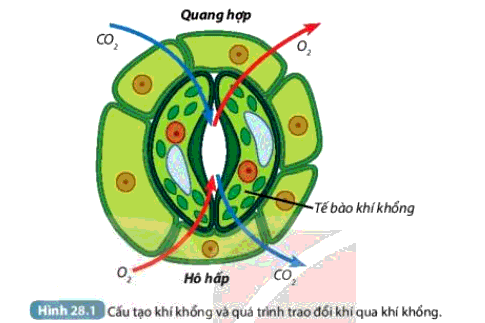 Quang hợp
CO₂
O₂
Tế bào khí khổng
O₂
Hô hấp
CO₂
Hình 28.1 Cấu tạo khí khổng và quá trình trao đổi khí qua khí khổng.